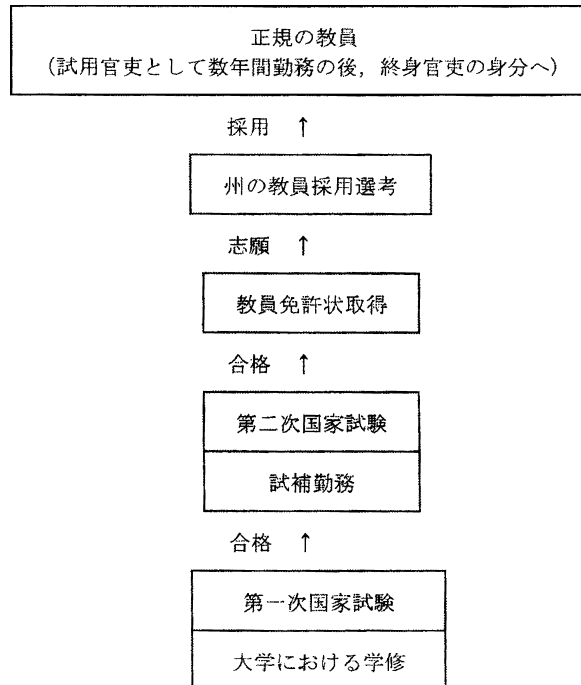 正規の教員
(試用官吏として数年間勤務の後,終身官吏の身分へ)
採用 ↑
州の教員採用選考
志願 ↑
教員免許状取得
合格 ↑
第二次国家試験
試補勤務
合格 ↑
第一次国家試験
大学における学修